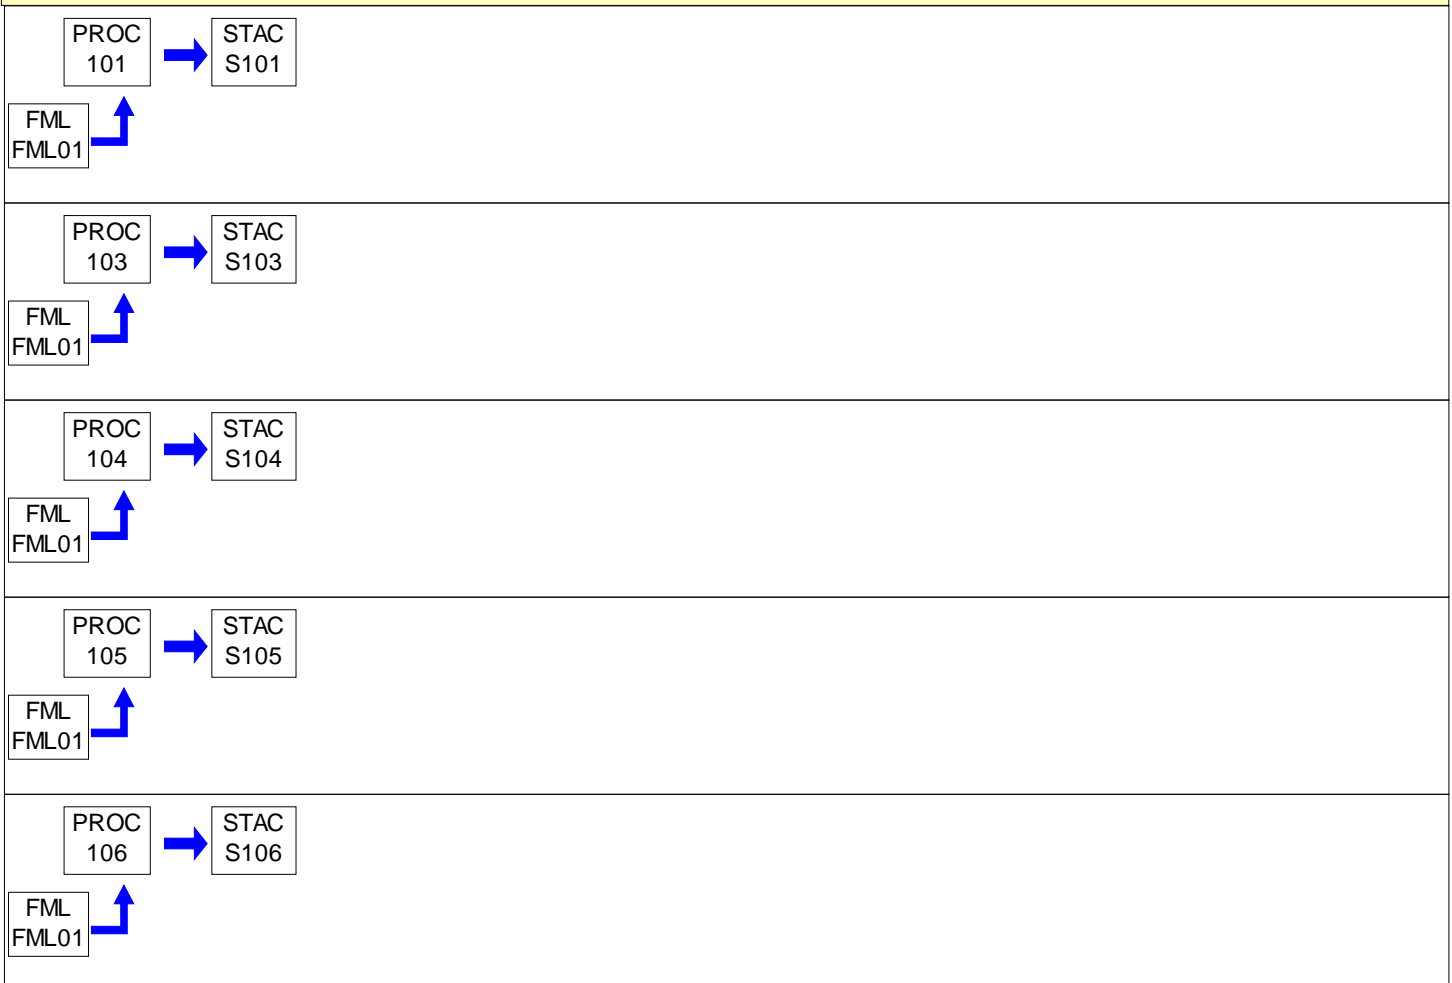 PROC
101
STAC
S101
FML
FML01
PROC
103
STAC
S103
FML
FML01
PROC
104
STAC
S104
FML
FML01
PROC
105
STAC
S105
FML
FML01
PROC
106
STAC
S106
FML
FML01